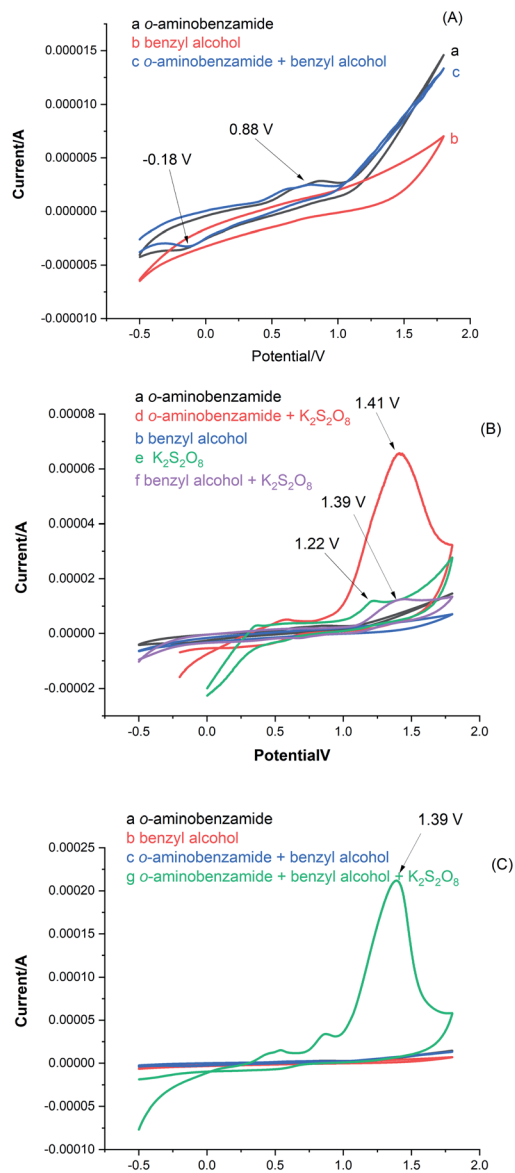 (A)
a o-aminobenzamide
b benzyl alcohol
c o-aminobenzamide + benzyl alcohol
0.000015
0.000010
0.000005
0.000000
-0.000005
-0.000010
Current/A
0.88 V
-0.18 V
a
c
b
-0.5 0.0 0.5 1.0 1.5 2.0
Potential/V
(B)
a o-aminobenzamide
d o-aminobenzamide + K₂S₂O₈
b benzyl alcohol
e K₂S₂O₈
f benzyl alcohol + K₂S₂O₈
1.41 V
1.39 V
1.22 V
0.00008
0.00006
0.00004
0.00002
0.00000
-0.00002
Current/A
-0.5 0.0 0.5 1.0 1.5 2.0
PotentialV
(C)
a o-aminobenzamide
b benzyl alcohol
c o-aminobenzamide + benzyl alcohol
g o-aminobenzamide + benzyl alcohol + K₂S₂O₈
1.39 V
0.00025
0.00020
0.00015
0.00010
0.00005
0.00000
-0.00005
-0.00010
Current/A
-0.5 0.0 0.5 1.0 1.5 2.0